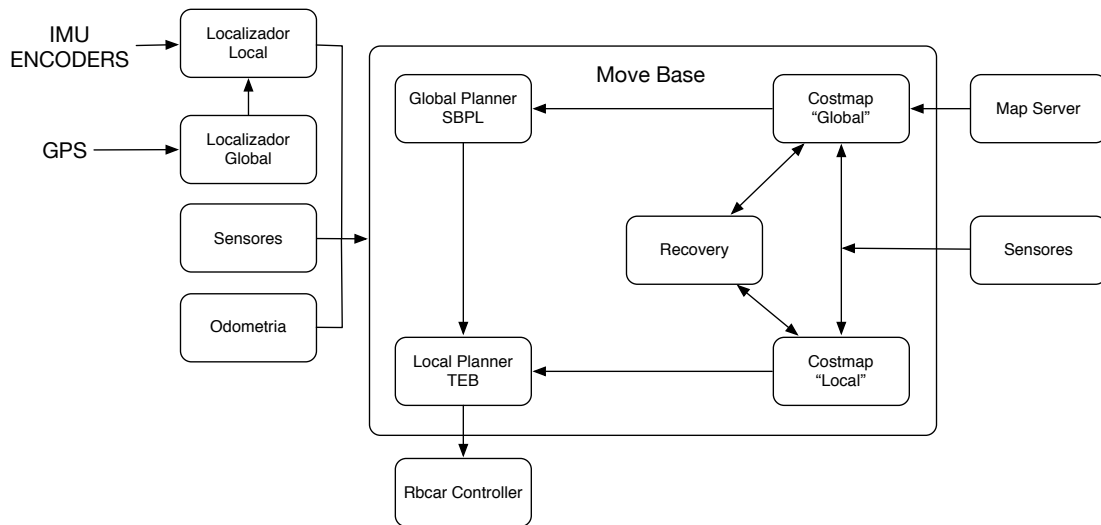 IMU
ENCODERS
Localizador
Local
GPS
Localizador
Global
Sensores
Odometria
Move Base
Global Planner
SBPL
Costmap
“Global”
Map Server
Recovery
Sensores
Local Planner
TEB
Costmap
“Local”
Rbcar Controller